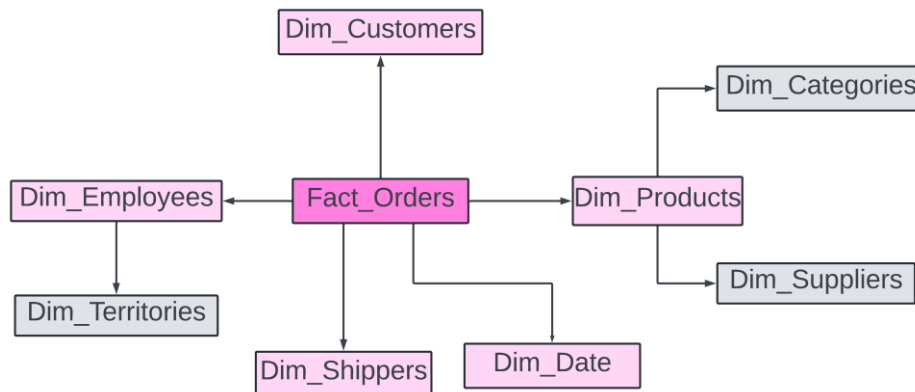 Dim_Customers
Dim_Categories
Dim_Employees
Fact_Orders
Dim_Products
Dim_Suppliers
Dim_Territories
Dim_Shippers
Dim_Date